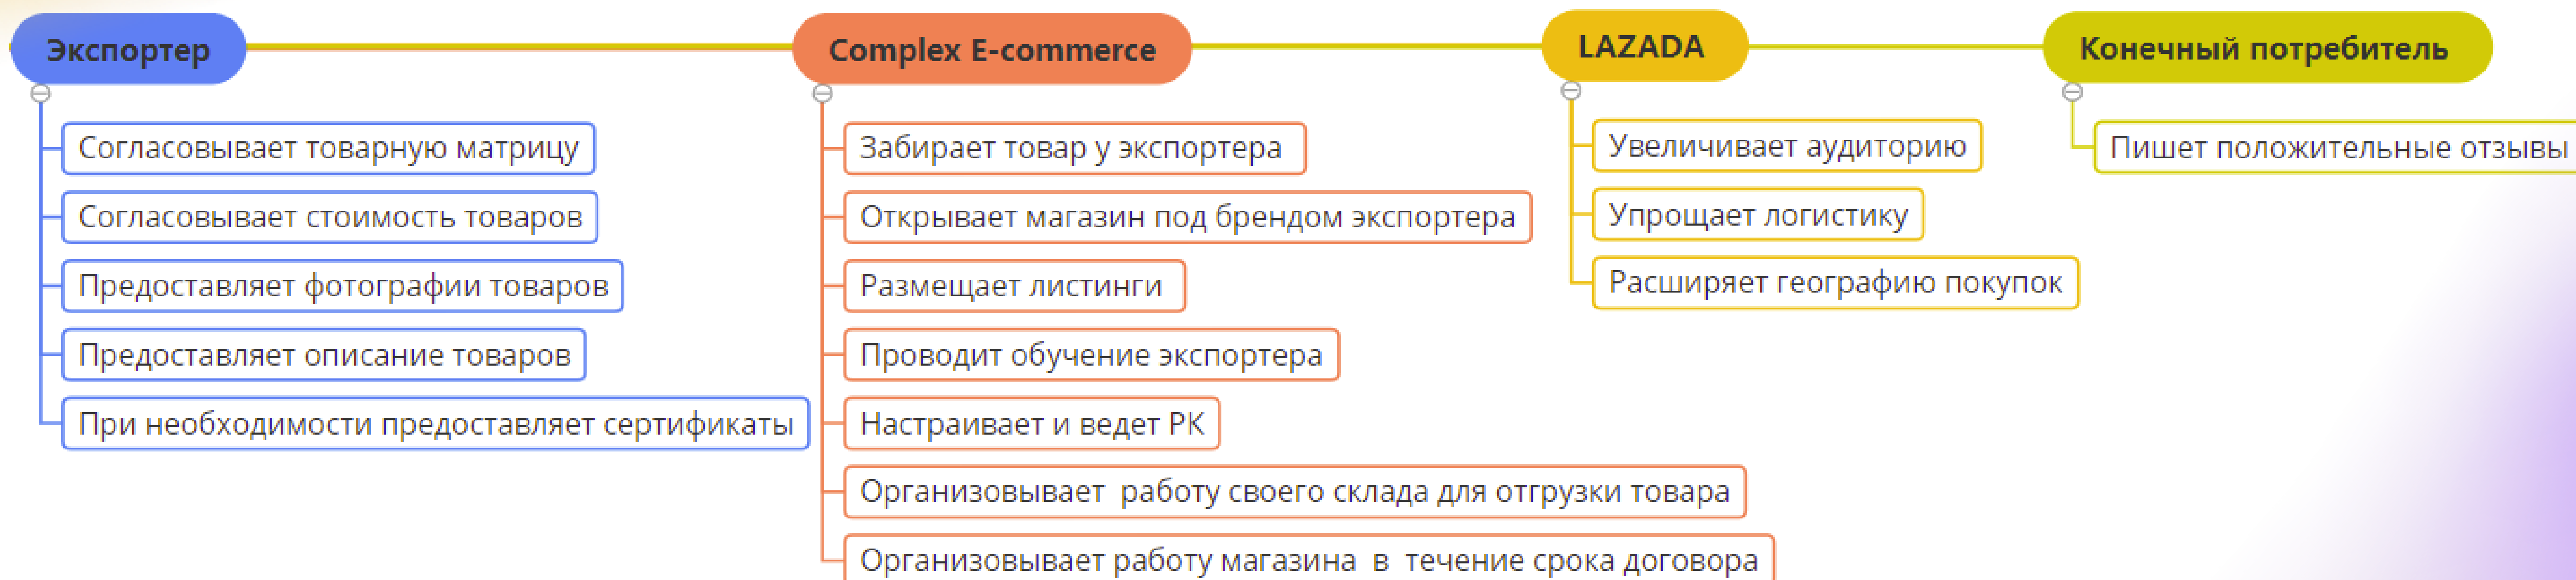 Экспортер
Согласовывает товарную матрицу
Согласовывает стоимость товаров
Предоставляет фотографии товаров
Предоставляет описание товаров
При необходимости предоставляет сертификаты
Complex E-commerce
Забирает товар у экспортера
Открывает магазин под брендом экспортера
Размещает листинги
Проводит обучение экспортера
Настраивает и ведет РК
Организовывает работу своего склада для отгрузки товара
Организовывает работу магазина в течение срока договора
LAZADA
Увеличивает аудиторию
Упрощает логистику
Расширяет географию покупок
Конечный потребитель
Пишет положительные отзывы